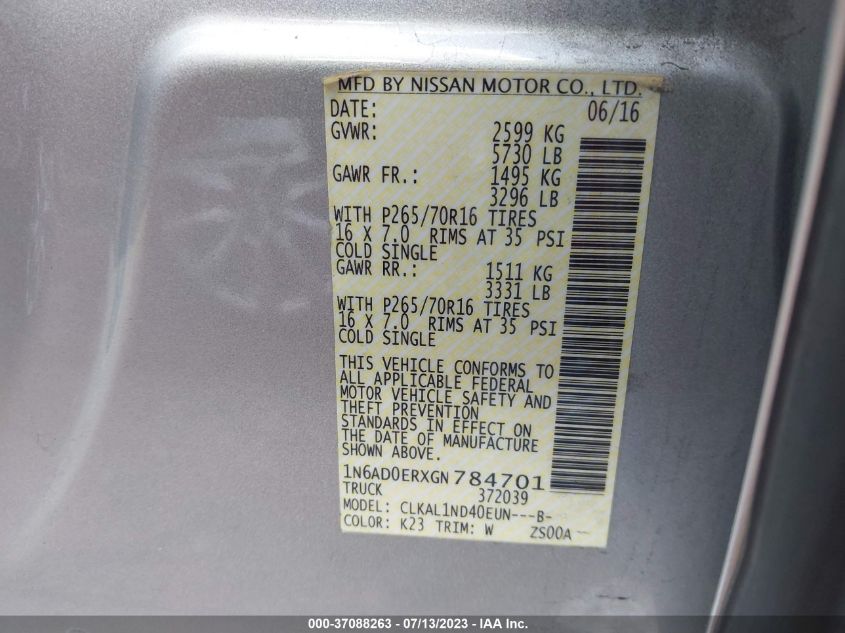 MFD BY NISSAN MOTOR CO., LTD.
DATE: 06/16
GVWR: 2599 KG
5730 LB
GAWR FR.: 1495 KG
3296 LB
WITH P265/70R16 TIRES
16 X 7.0 RIMS AT 35 PSI
COLD SINGLE
GAWR RR.: 1511 KG
3331 LB
WITH P265/70R16 TIRES
16 X 7.0 RIMS AT 35 PSI
COLD SINGLE
THIS VEHICLE CONFORMS TO
ALL APPLICABLE FEDERAL
MOTOR VEHICLE SAFETY AND
THEFT PREVENTION
STANDARDS IN EFFECT ON
THE DATE OF MANUFACTURE
SHOWN ABOVE.
1N6AD0ERXGN784701
TRUCK 372039
MODEL: CLKAL1ND40EUN---B-
COLOR: K23 TRIM: W ZS00A-
000-37088263 - 07/13/2023 - IAA Inc.